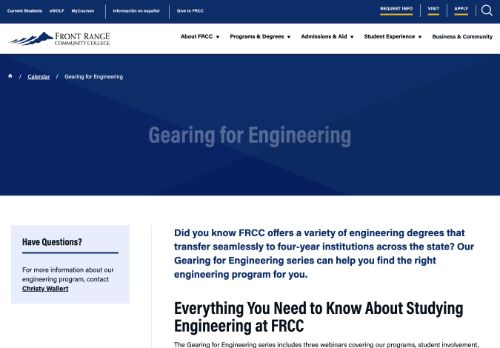 Current Students eWOLF MyCourses Información en español Give to FRCC REQUEST INFO VISIT APPLY
FRONT RANGE
COMMUNITY COLLEGE
About FRCC ▼ Programs & Degrees ▼ Admissions & Aid ▼ Student Experience ▼ Business & Community
/ Calendar / Gearing for Engineering
Gearing for Engineering
Have Questions?
For more information about our
engineering program, contact
Christy Wallert
Did you know FRCC offers a variety of engineering degrees that
transfer seamlessly to four-year institutions across the state? Our
Gearing for Engineering series can help you find the right
engineering program for you.
Everything You Need to Know About Studying
Engineering at FRCC
The Gearing for Engineering series includes three webinars covering our programs, student involvement,